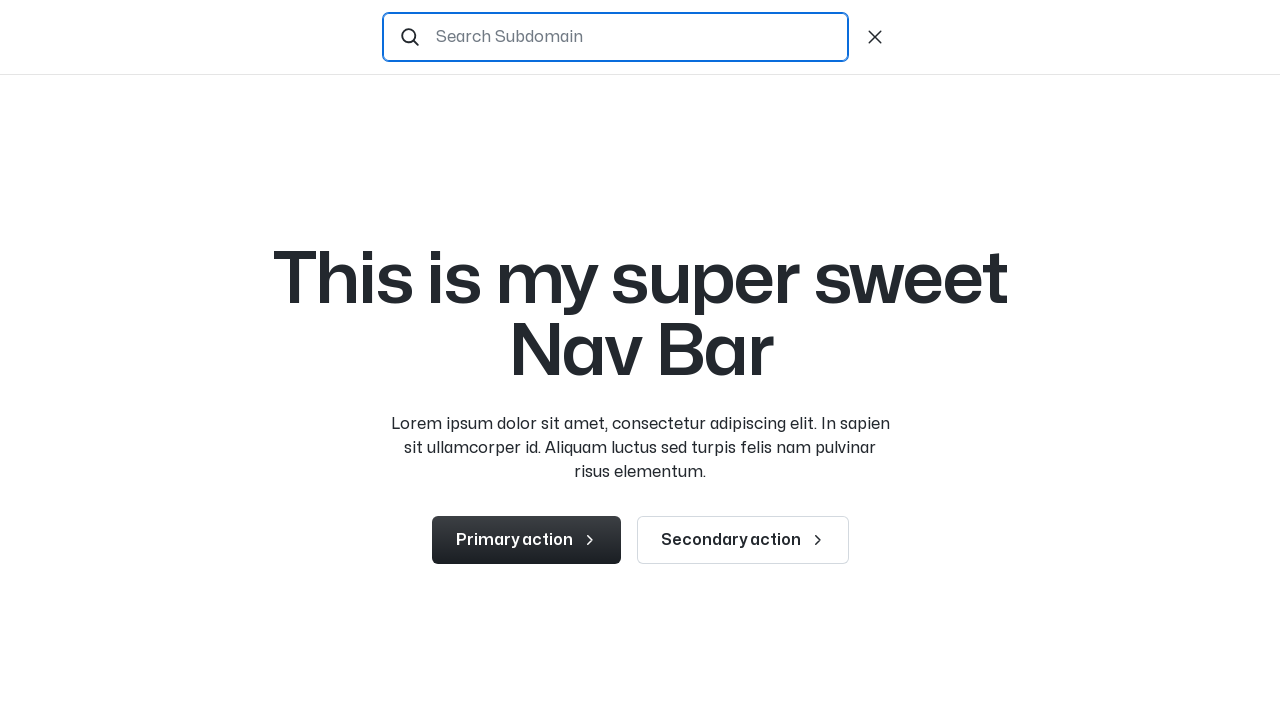 Search Subdomain
This is my super sweet
Nav Bar
Lorem ipsum dolor sit amet, consectetur adipiscing elit. In sapien
sit ullamcorper id. Aliquam luctus sed turpis felis nam pulvinar
risus elementum.
Primary action
Secondary action